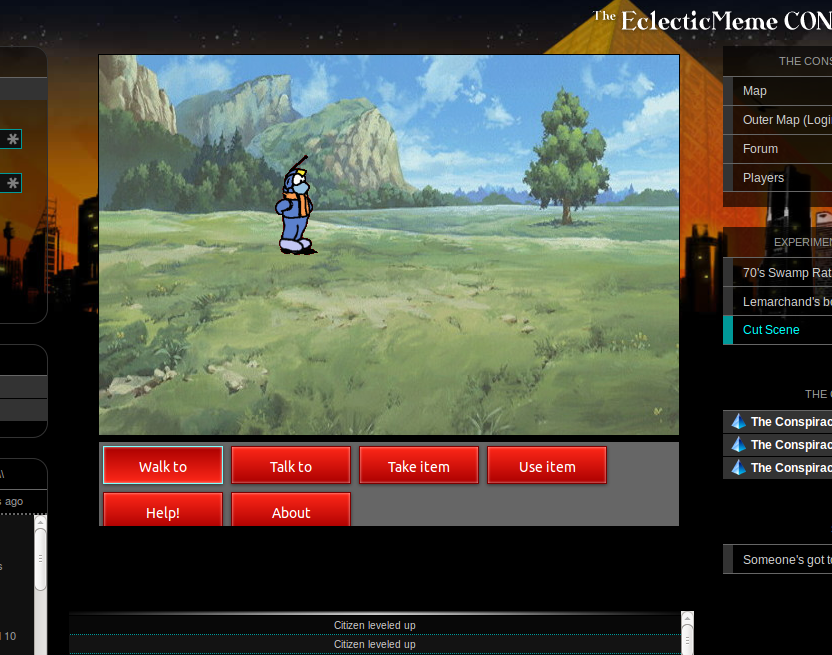 The EclecticMeme CON
THE CONS
Map
Outer Map (Logi
Forum
Players
EXPERIMEN
70's Swamp Rat
Lemarchand's b
Cut Scene
THE
The Conspirac
The Conspirac
The Conspirac
Someone's got t
Walk to
Talk to
Take item
Use item
Help!
About
\\
s ago
s
10
Citizen leveled up
Citizen leveled up